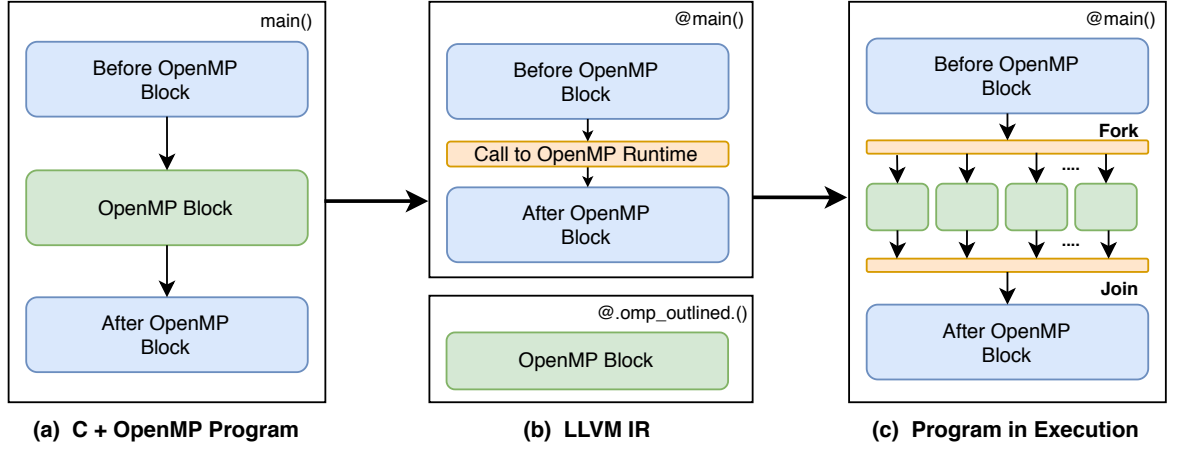 main()
Before OpenMP
Block
OpenMP Block
After OpenMP
Block
(a) C + OpenMP Program
@main()
Before OpenMP
Block
Call to OpenMP Runtime
After OpenMP
Block
@.omp_outlined.()
OpenMP Block
(b) LLVM IR
@main()
Before OpenMP
Block
Fork
....
....
Join
After OpenMP
Block
(c) Program in Execution